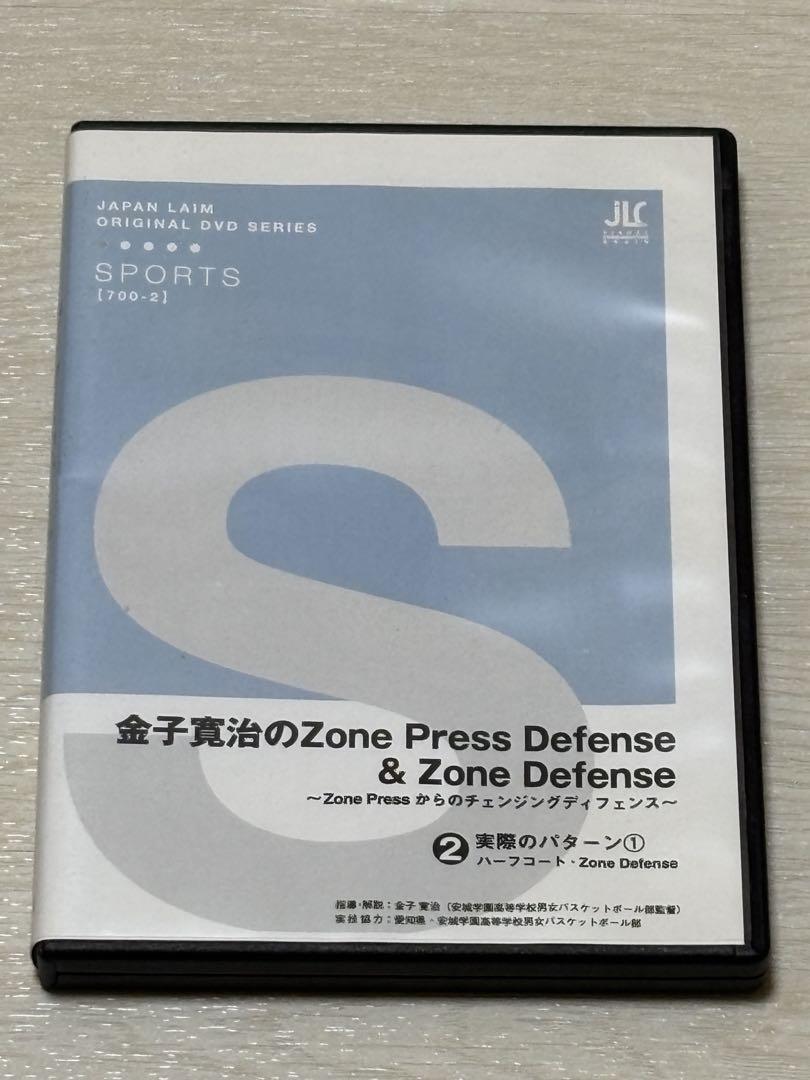 JAPAN LAIM
ORIGINAL DVD SERIES
SPORTS
[700-2]
JLC
S
金子寛治のZone Press Defense
& Zone Defense
〜Zone Press からのチェンジングディフェンス〜
❷ 実際のパターン①
ハーフコート・Zone Defense
指導・解説：金子 寛治（安城学園高等学校男女バスケットボール部監督）
実技協力：愛知県・安城学園高等学校男女バスケットボール部